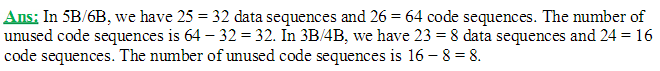 Ans: In 5B/6B, we have 25 = 32 data sequences and 26 = 64 code sequences. The number of
unused code sequences is 64 – 32 = 32. In 3B/4B, we have 23 = 8 data sequences and 24 = 16
code sequences. The number of unused code sequences is 16 – 8 = 8.